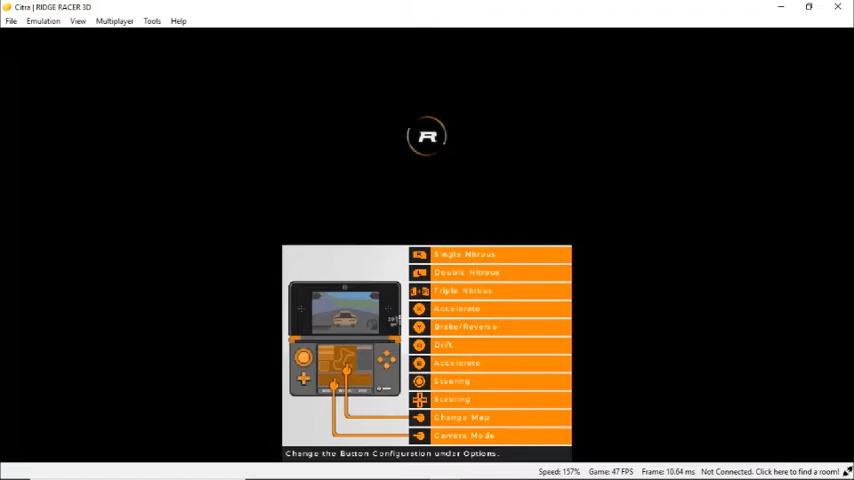 Citra | RIDGE RACER 3D
File Emulation View Multiplayer Tools Help
R
R Single Nitrous
L Double Nitrous
L+R Triple Nitrous
X Accelerate
Y Brake/Reverse
Drift
Accelerate
Steering
Steering
Change Map
Camera Mode
Change the Button Configuration under Options.
Speed: 157% Game: 47 FPS Frame: 10.64 ms Not Connected. Click here to find a room!